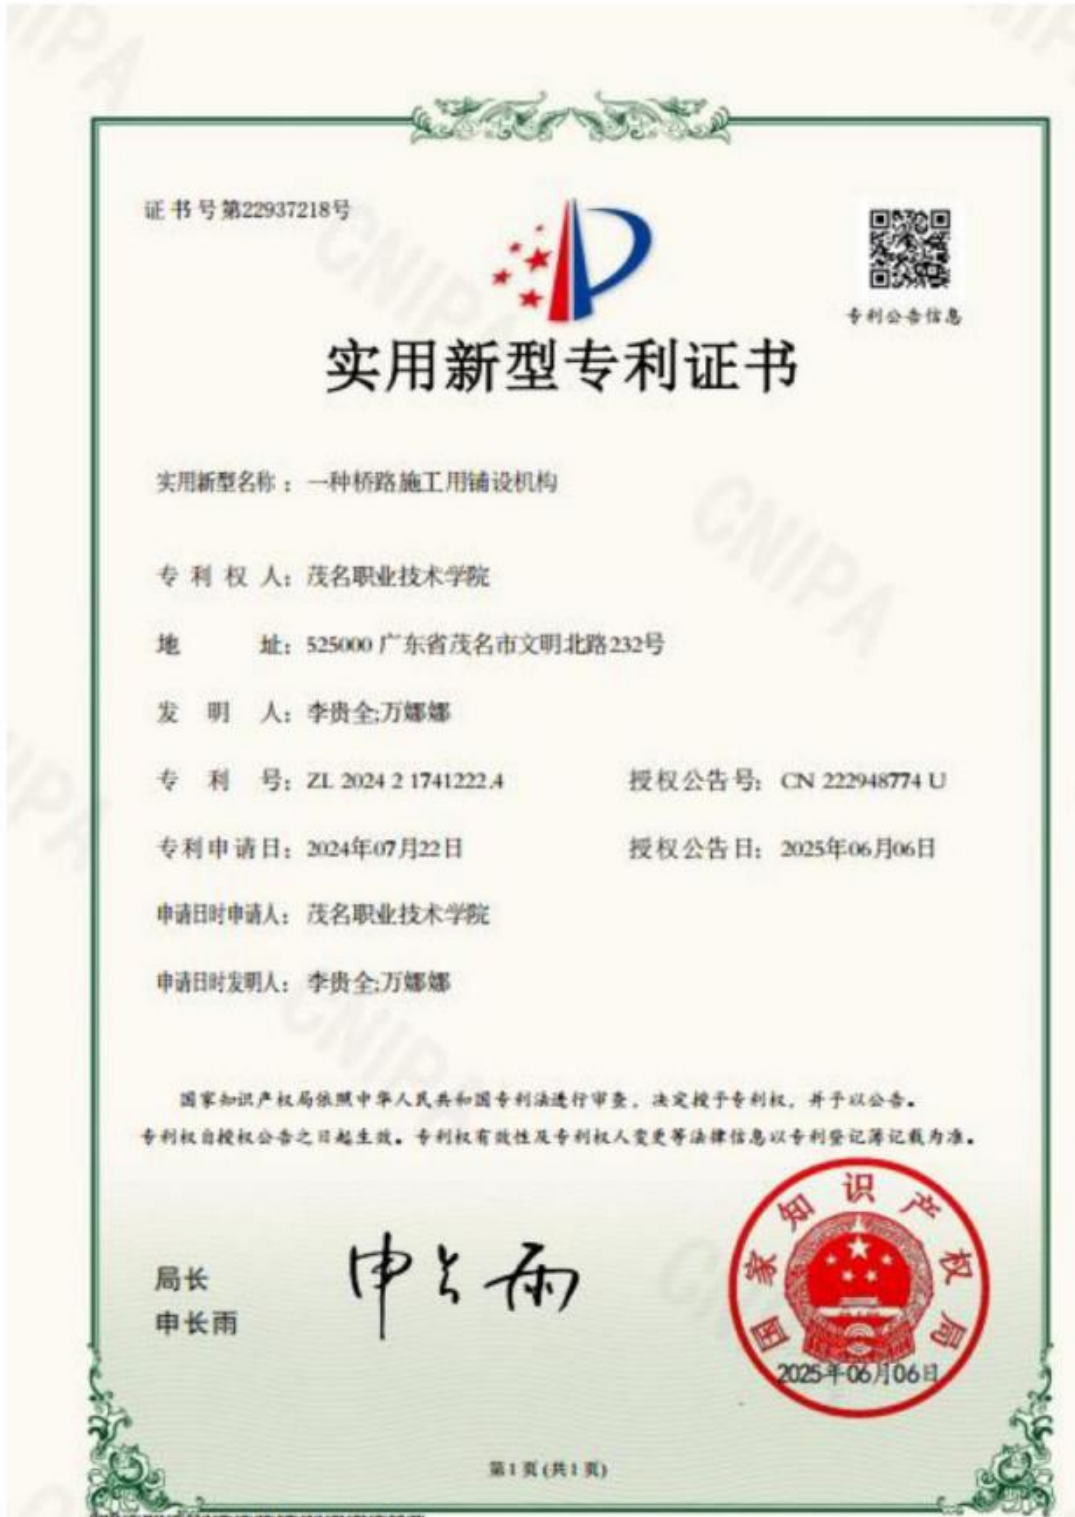 证书号第22937218号
专利公告信息
实用新型专利证书
实用新型名称：一种桥路施工用铺设机构
专利权人：茂名职业技术学院
地址：525000 广东省茂名市文明北路232号
发明人：李贵全;万娜娜
专利号：ZL 2024 2 1741222.4 授权公告号：CN 222948774 U
专利申请日：2024年07月22日 授权公告日：2025年06月06日
申请日时申请人：茂名职业技术学院
申请日时发明人：李贵全;万娜娜
国家知识产权局依照中华人民共和国专利法进行审查，决定授予专利权，并予以公告。
专利权自授权公告之日起生效。专利权有效性及专利权人变更等法律信息以专利登记簿记载为准。
局长
申长雨
申长雨
国家知识产权局
2025年06月06日
第1页(共1页)
CNIPA
CNIPA
CNIPA
CNIPA